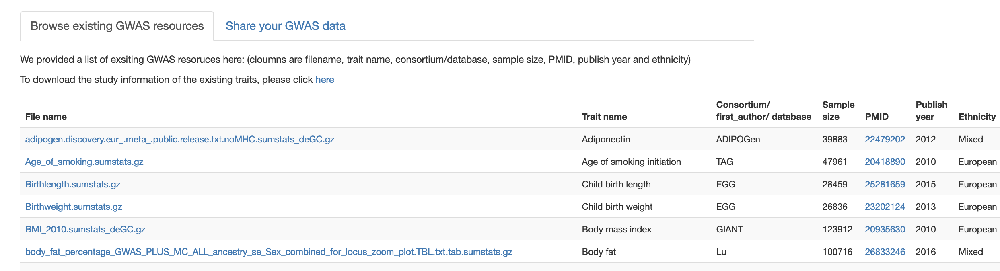 Browse existing GWAS resources Share your GWAS data
We provided a list of exsiting GWAS resoruces here: (cloumns are filename, trait name, consortium/database, sample size, PMID, publish year and ethnicity)
To download the study information of the existing traits, please click here
File name Trait name Consortium/ first_author/ database Sample size PMID Publish year Ethnicity
adipogen.discovery.eur_.meta_.public.release.txt.noMHC.sumstats_deGC.gz Adiponectin ADIPOGen 39883 22479202 2012 Mixed
Age_of_smoking.sumstats.gz Age of smoking initiation TAG 47961 20418890 2010 European
Birthlength.sumstats.gz Child birth length EGG 28459 25281659 2015 European
Birthweight.sumstats.gz Child birth weight EGG 26836 23202124 2013 European
BMI_2010.sumstats_deGC.gz Body mass index GIANT 123912 20935630 2010 European
body_fat_percentage_GWAS_PLUS_MC_ALL_ancestry_se_Sex_combined_for_locus_zoom_plot.TBL.txt.tab.sumstats.gz Body fat Lu 100716 26833246 2016 Mixed